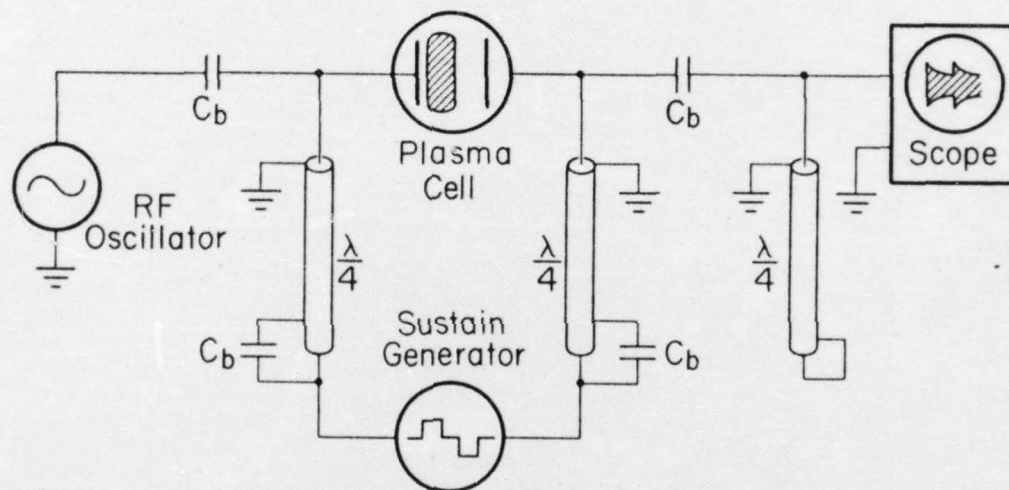 C_b
Plasma
Cell
C_b
Scope
RF
Oscillator
λ/4
λ/4
λ/4
C_b
Sustain
Generator
C_b